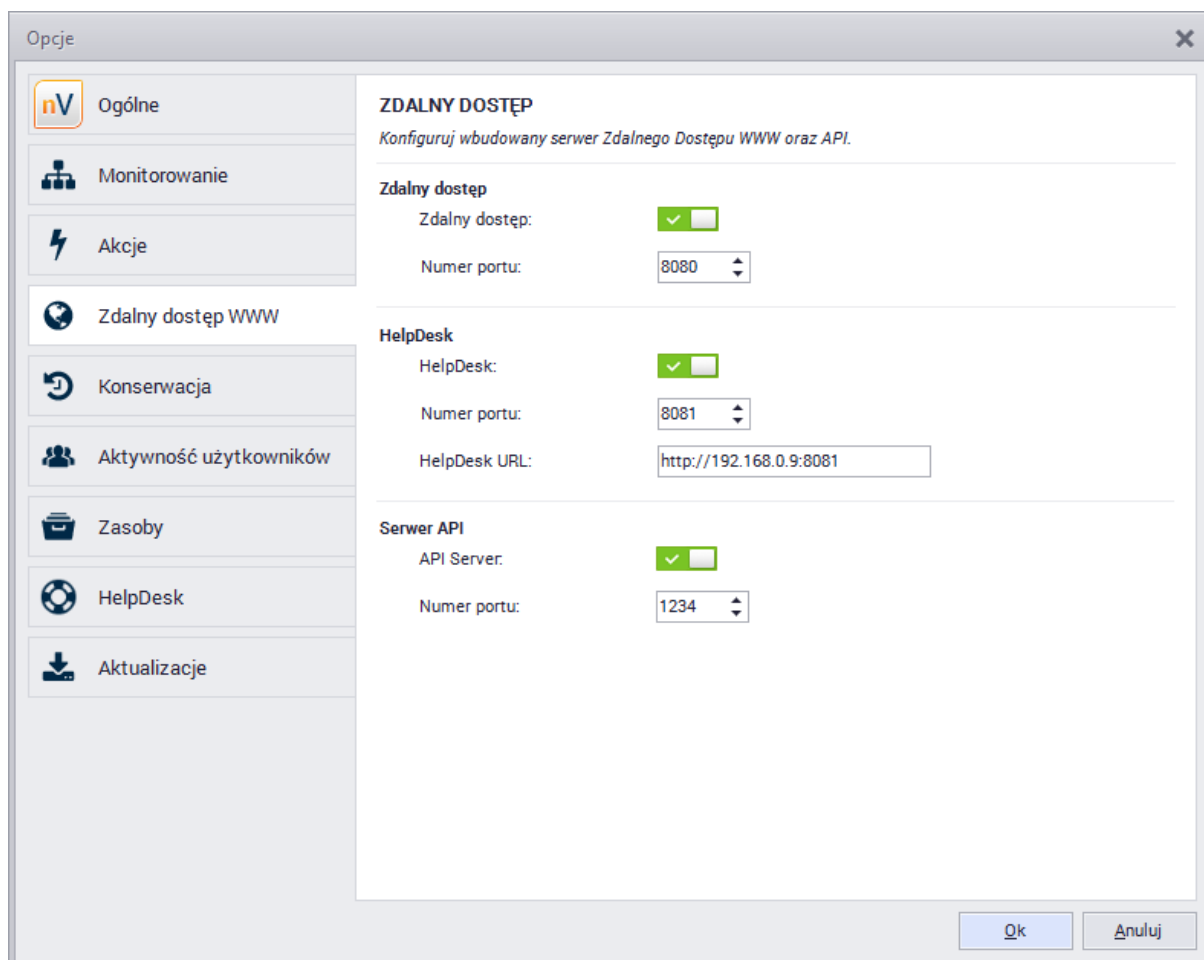 Opcje
nV
Ogólne
Monitorowanie
Akcje
Zdalny dostęp WWW
Konserwacja
Aktywność użytkowników
Zasoby
HelpDesk
Aktualizacje
ZDALNY DOSTĘP
Konfiguruj wbudowany serwer Zdalnego Dostępu WWW oraz API.
Zdalny dostęp
Zdalny dostęp:
Numer portu: 8080
HelpDesk
HelpDesk:
Numer portu: 8081
HelpDesk URL: http://192.168.0.9:8081
Serwer API
API Server:
Numer portu: 1234
Ok Anuluj